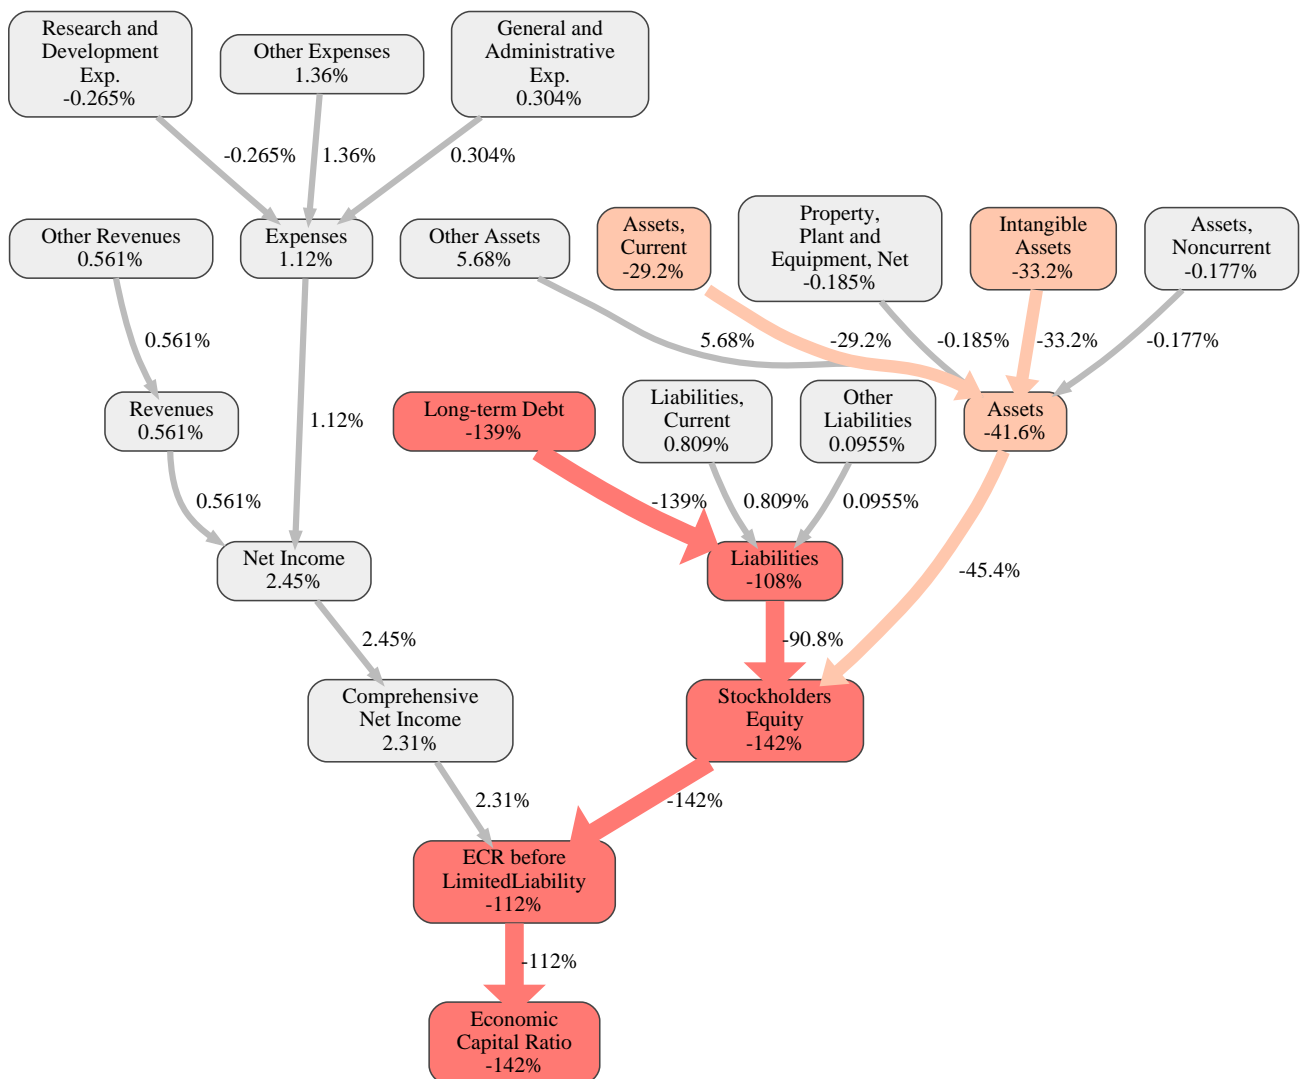 Research and
Development
Exp.
-0.265%
Other Expenses
1.36%
General and
Administrative
Exp.
0.304%
-0.265%
1.36%
0.304%
Other Revenues
0.561%
Expenses
1.12%
Other Assets
5.68%
Assets,
Current
-29.2%
Property,
Plant and
Equipment, Net
-0.185%
Intangible
Assets
-33.2%
Assets,
Noncurrent
-0.177%
0.561%
5.68%
-29.2%
-0.185%
-33.2%
-0.177%
Revenues
0.561%
1.12%
Long-term Debt
-139%
Liabilities,
Current
0.809%
Other
Liabilities
0.0955%
Assets
-41.6%
0.561%
-139%
0.809%
0.0955%
Net Income
2.45%
Liabilities
-108%
-45.4%
2.45%
-90.8%
Comprehensive
Net Income
2.31%
Stockholders
Equity
-142%
2.31%
-142%
ECR before
LimitedLiability
-112%
-112%
Economic
Capital Ratio
-142%